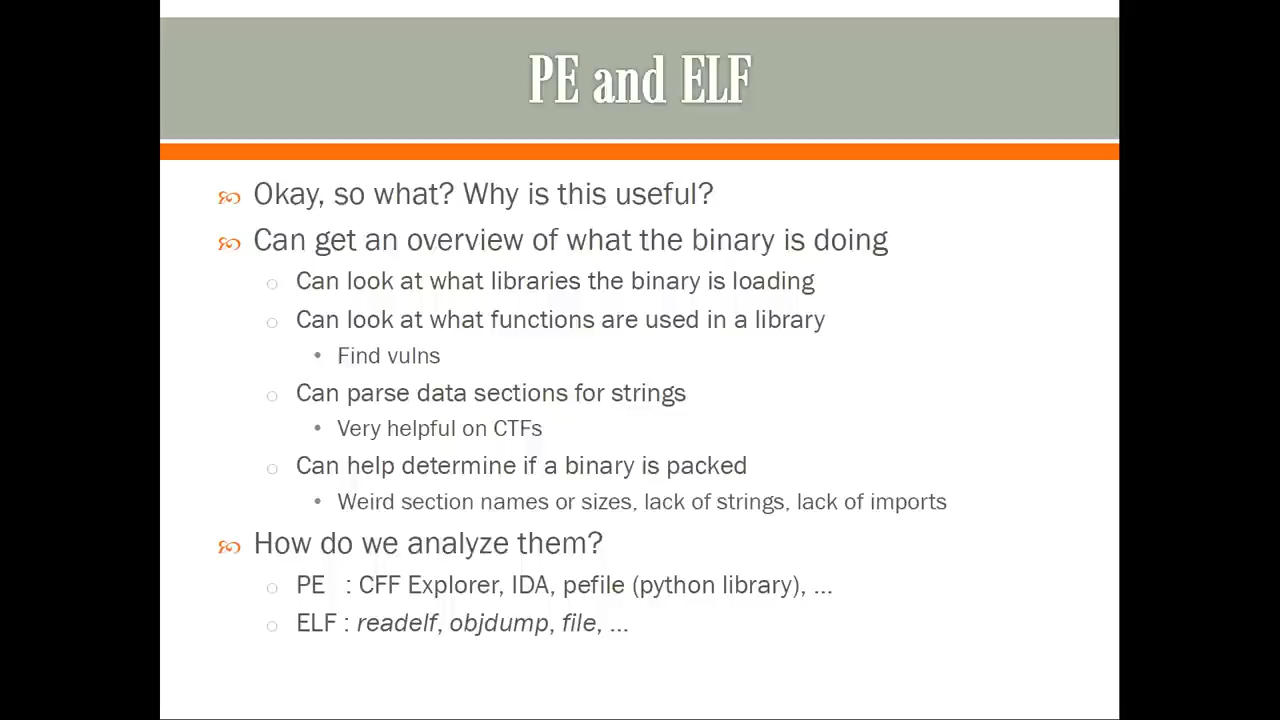 PE and ELF
Okay, so what? Why is this useful?
Can get an overview of what the binary is doing
Can look at what libraries the binary is loading
Can look at what functions are used in a library
Find vulns
Can parse data sections for strings
Very helpful on CTFs
Can help determine if a binary is packed
Weird section names or sizes, lack of strings, lack of imports
How do we analyze them?
PE : CFF Explorer, IDA, pefile (python library), ...
ELF : readelf, objdump, file, ...